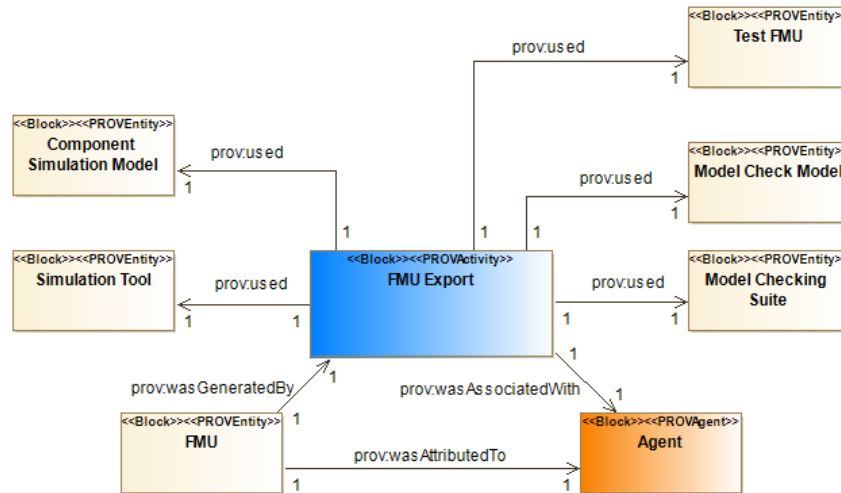 <<Block>><<PROVEntity>>
Test FMU
prov:used
1
<<Block>><<PROVEntity>>
Component
Simulation Model
prov:used
1
1
<<Block>><<PROVEntity>>
Model Check Model
prov:used
1
1
1
<<Block>><<PROVEntity>>
Simulation Tool
prov:used
1
1
<<Block>><<PROVActivity>>
FMU Export
<<Block>><<PROVEntity>>
Model Checking
Suite
prov:used
1
1
prov:wasGeneratedBy
1
1
prov:wasAssociatedWith
1
1
<<Block>><<PROVEntity>>
FMU
prov:wasAttributedTo
1
1
<<Block>><<PROVAgent>>
Agent